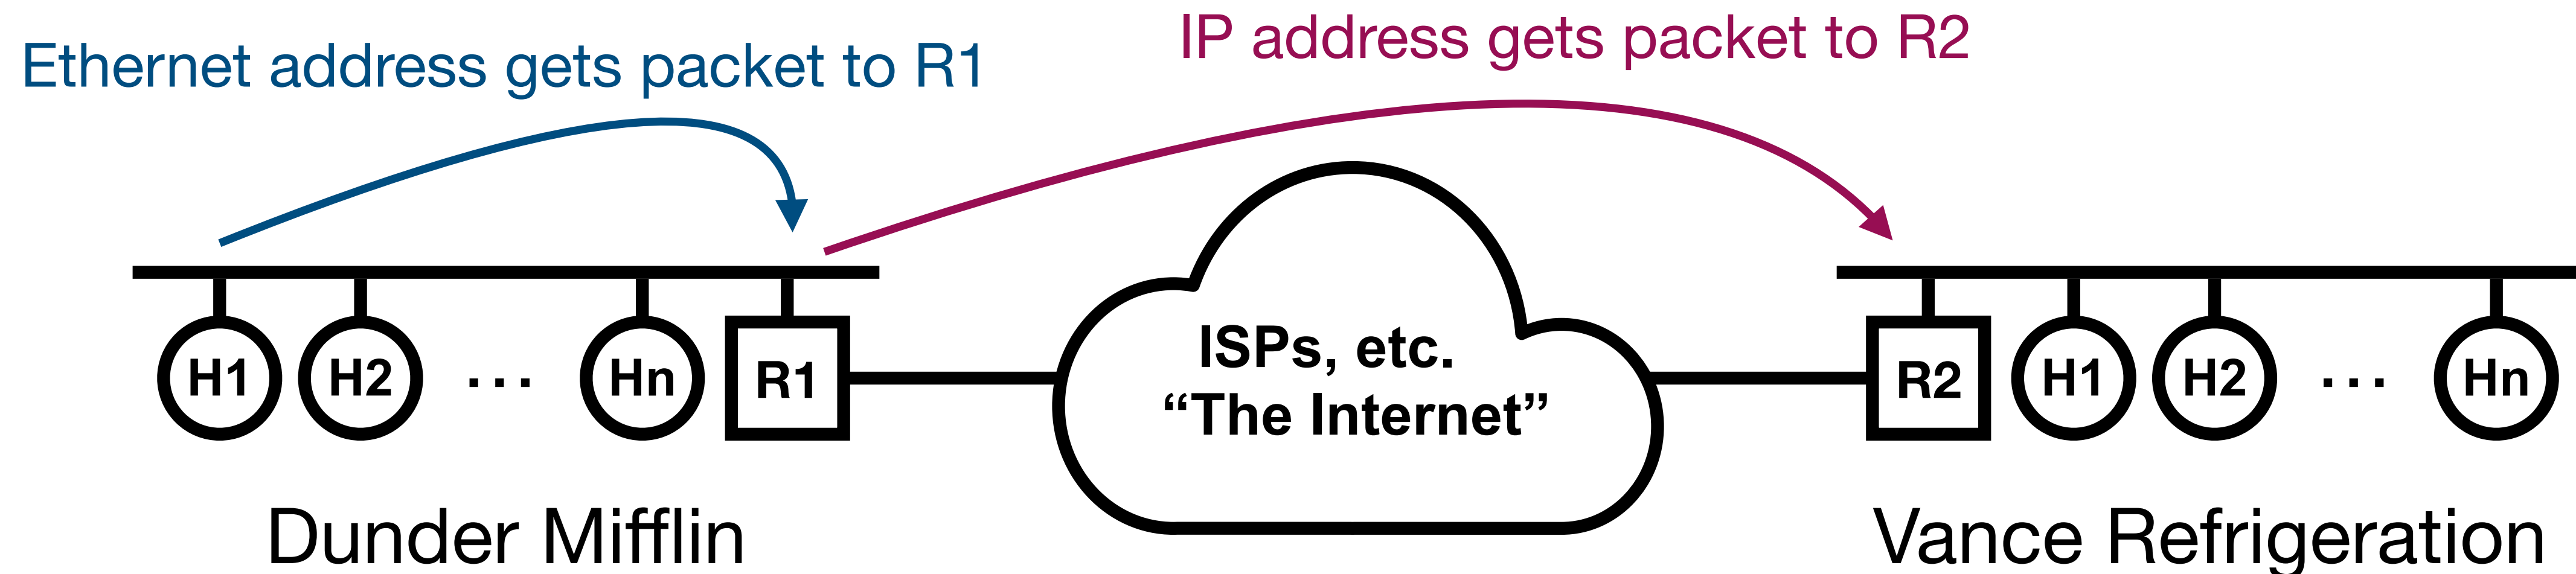 Ethernet address gets packet to R1
IP address gets packet to R2
H1
H2
...
Hn
R1
ISPs, etc.
“The Internet”
R2
H1
H2
...
Hn
Dunder Mifflin
Vance Refrigeration